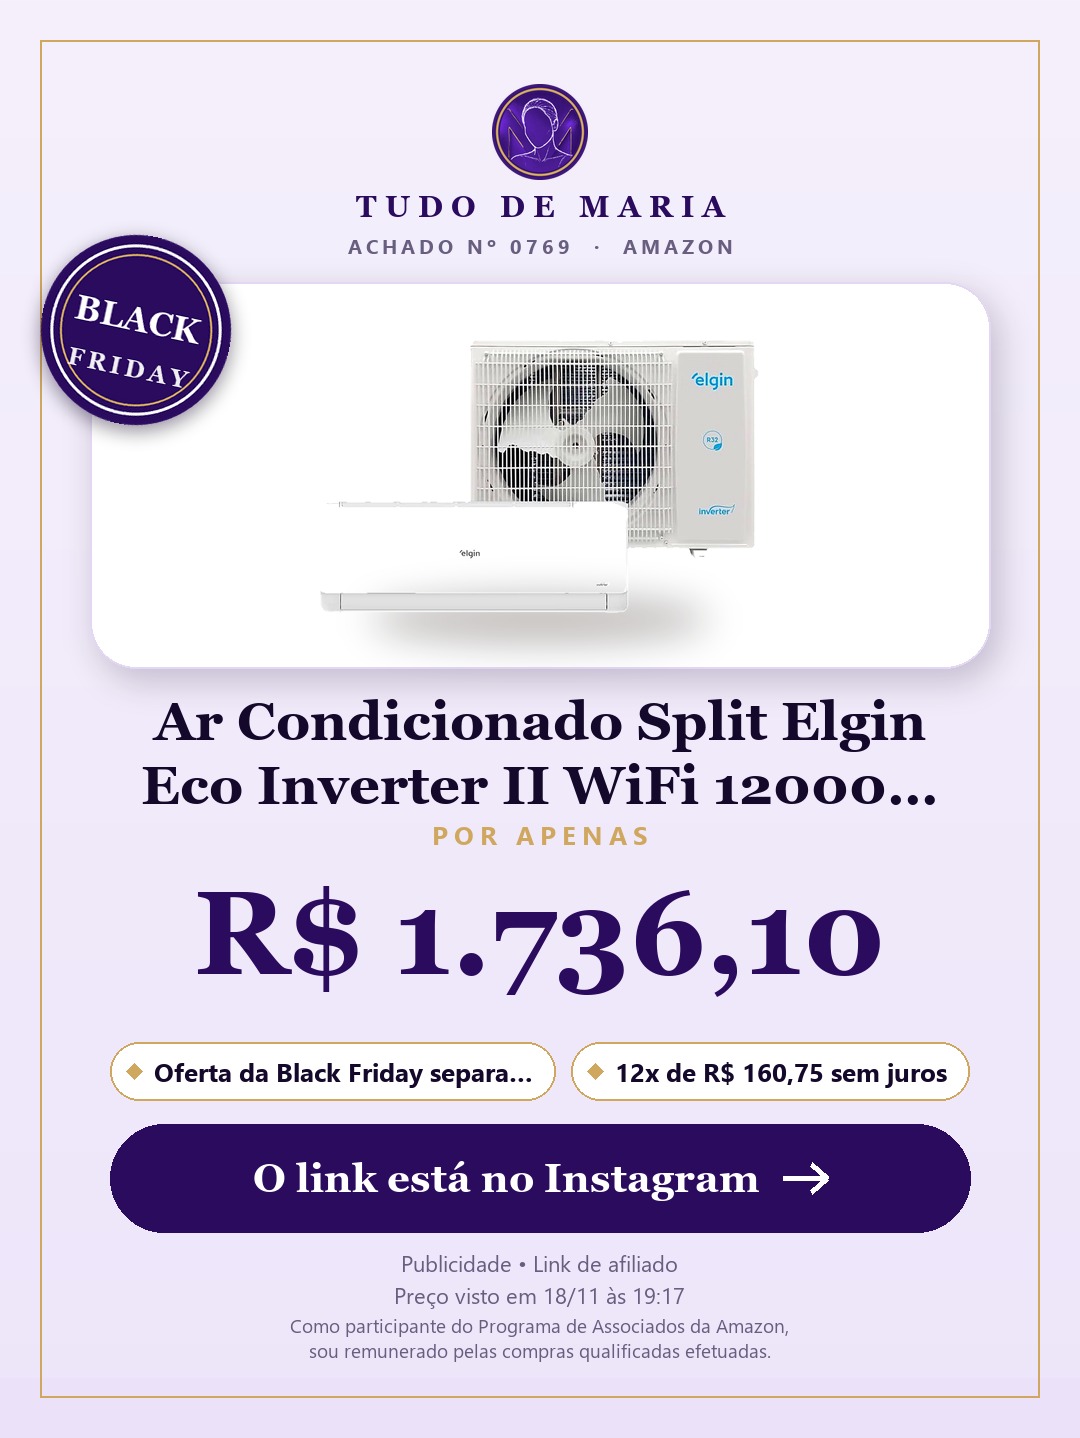 TUDO DE MARIA
ACHADO Nº 0769 · AMAZON
BLACK
FRIDAY
elgin
R32
inverter
elgin
Ar Condicionado Split Elgin
Eco Inverter II WiFi 12000...
POR APENAS
R$ 1.736,10
Oferta da Black Friday separa...
12x de R$ 160,75 sem juros
O link está no Instagram →
Publicidade • Link de afiliado
Preço visto em 18/11 às 19:17
Como participante do Programa de Associados da Amazon,
sou remunerado pelas compras qualificadas efetuadas.